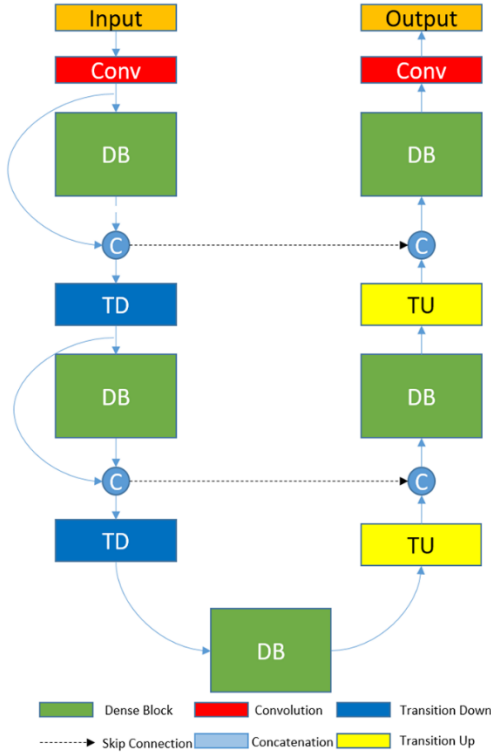 Input
Output
Conv
Conv
DB
DB
C
C
TD
TU
DB
DB
C
C
TD
TU
DB
Dense Block
Convolution
Transition Down
Skip Connection
Concatenation
Transition Up